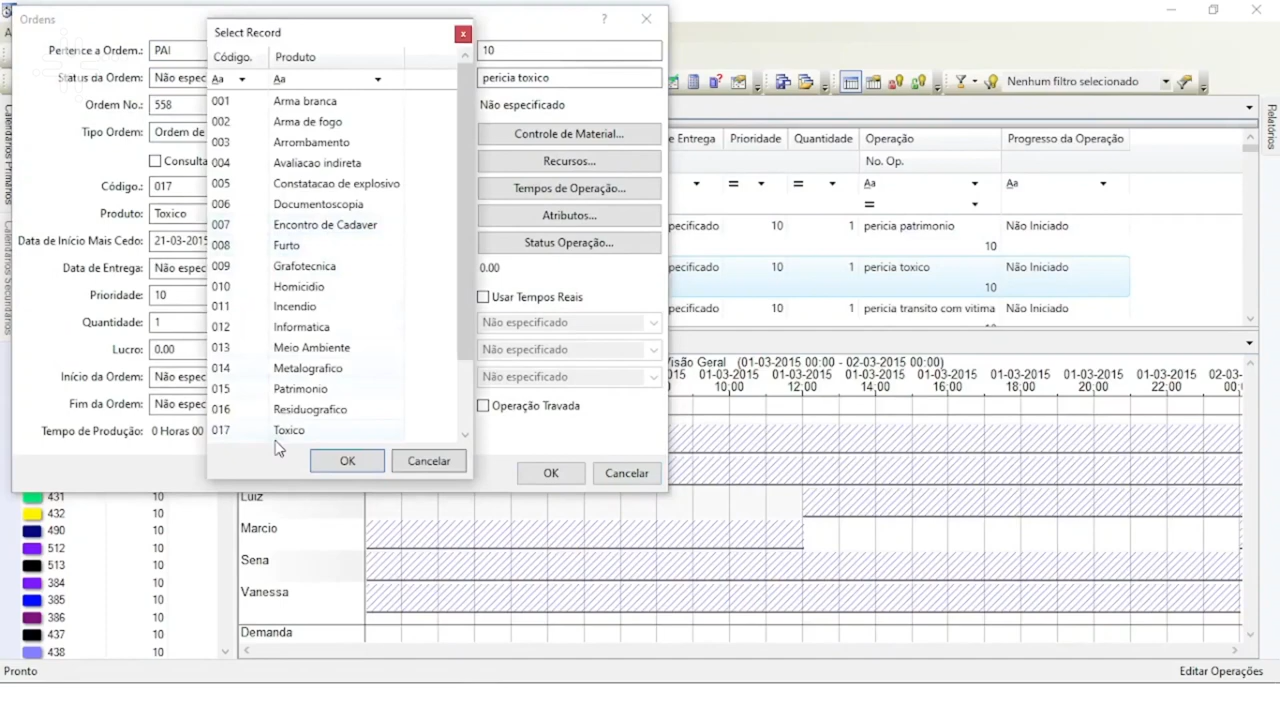 Ordens
?
Pertence a Ordem.: PAI
Status da Ordem: Não espec
Ordem No.: 558
Tipo Ordem: Ordem de
Consulta
Código.: 017
Produto: Toxico
Data de Início Mais Cedo: 21-03-2015
Data de Entrega: Não espec
Prioridade: 10
Quantidade: 1
Lucro: 0.00
Início da Ordem: Não espec
Fim da Ordem: Não espec
Tempo de Produção: 0 Horas 00
Select Record
Código. Produto
Aa Aa
001 Arma branca
002 Arma de fogo
003 Arrombamento
004 Avaliacao indireta
005 Constatacao de explosivo
006 Documentoscopia
007 Encontro de Cadaver
008 Furto
009 Grafotecnica
010 Homicidio
011 Incendio
012 Informatica
013 Meio Ambiente
014 Metalografico
015 Patrimonio
016 Residuografico
017 Toxico
OK Cancelar
10
pericia toxico
Não especificado
Controle de Material...
Recursos...
Tempos de Operação...
Atributos...
Status Operação...
0.00
Usar Tempos Reais
Não especificado
Não especificado
Não especificado
Operação Travada
OK Cancelar
Nenhum filtro selecionado
Calendários Primários
Calendários Secundários
Relatórios
e Entrega Prioridade Quantidade Operação Progresso da Operação
No. Op.
= = Aa Aa
=
pecificado 10 1 pericia patrimonio Não Iniciado
10
pecificado 10 1 pericia toxico Não Iniciado
10
pecificado 10 1 pericia transito com vitima Não Iniciado
isão Geral (01-03-2015 00:00 - 02-03-2015 00:00)
015 01-03-2015 01-03-2015 01-03-2015 01-03-2015 01-03-2015 01-03-2015 01-03-2015 02-03-
10:00 12:00 14:00 16:00 18:00 20:00 22:00 00:
431 10
432 10
490 10
512 10
513 10
384 10
385 10
386 10
437 10
438 10
Luiz
Marcio
Sena
Vanessa
Demanda
Pronto
Editar Operações